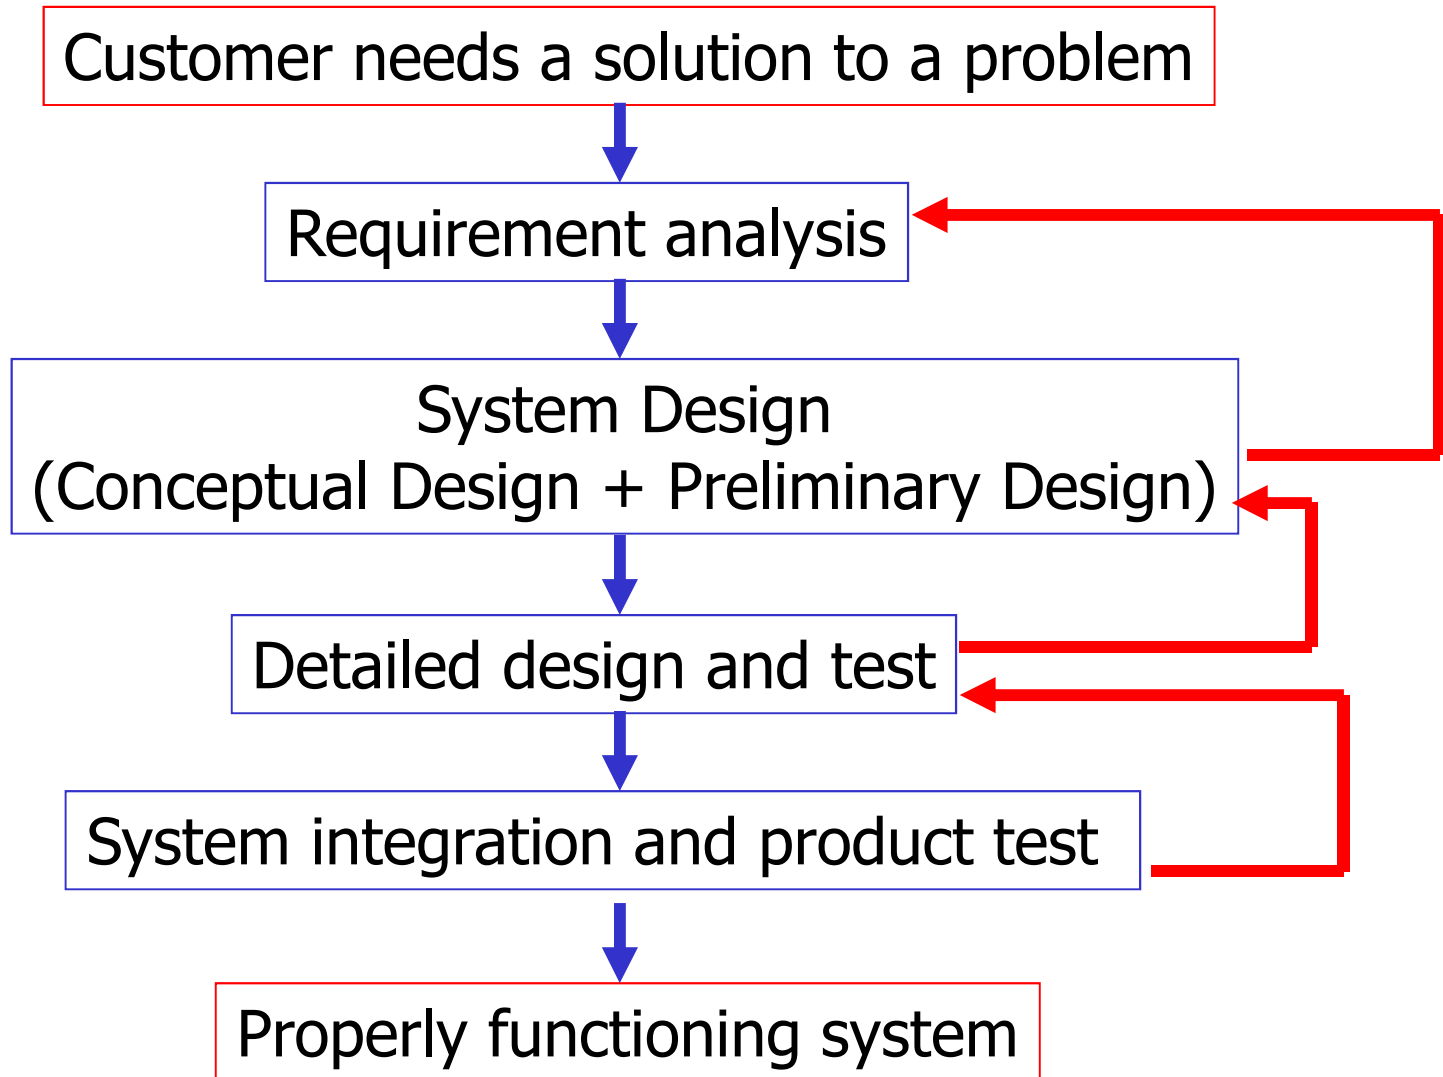 Customer needs a solution to a problem
Requirement analysis
System Design
(Conceptual Design + Preliminary Design)
Detailed design and test
System integration and product test
Properly functioning system